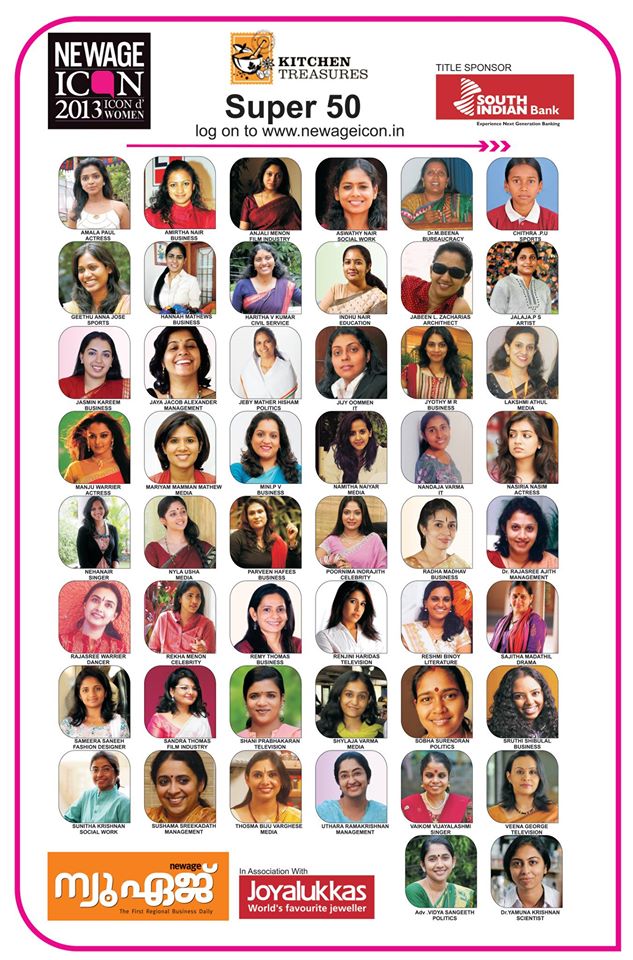 NEWAGE
ICON
2013 ICON d'
WOMEN
KITCHEN
TREASURES
TITLE SPONSOR
SOUTH
INDIAN Bank
Experience Next Generation Banking
Super 50
log on to www.newageicon.in
AMALA PAUL
ACTRESS
AMIRTHA NAIR
BUSINESS
ANJALI MENON
FILM INDUSTRY
ASWATHY NAIR
SOCIAL WORK
Dr.M.BEENA
BUREAUCRACY
CHITHRA .P.U
SPORTS
GEETHU ANNA JOSE
SPORTS
HANNAH MATHEWS
BUSINESS
HARITHA V KUMAR
CIVIL SERVICE
INDHU NAIR
EDUCATION
JABEEN L. ZACHARIAS
ARCHITECT
JALAJA.P S
ARTIST
JASMIN KAREEM
BUSINESS
JAYA JACOB ALEXANDER
MANAGEMENT
JEBY MATHER HISHAM
POLITICS
JIJY OOMMEN
IT
JYOTHY M R
BUSINESS
LAKSHMI ATHUL
MEDIA
MANJU WARRIER
ACTRESS
MARIYAM MAMMAN MATHEW
MEDIA
MINI.P V
BUSINESS
NAMITHA NAIYAR
MEDIA
NANDAJA VARMA
IT
NASIRIA NASIM
ACTRESS
NEHANAIR
SINGER
NYLA USHA
MEDIA
PARVEEN HAFEES
BUSINESS
POORNIMA INDRAJITH
CELEBRITY
RADHA MADHAV
BUSINESS
Dr. RAJASREE AJITH
MANAGEMENT
RAJASREE WARRIER
DANCER
REKHA MENON
CELEBRITY
REMY THOMAS
BUSINESS
RENJINI HARIDAS
TELEVISION
RESHMI BINOY
LITERATURE
SAJITHA MADATHIL
DRAMA
SAMEERA SANEEH
FASHION DESIGNER
SANDRA THOMAS
FILM INDUSTRY
SHANI PRABHAKARAN
TELEVISION
SHYLAJA VARMA
MEDIA
SOBHA SURENDRAN
POLITICS
SRUTHI SHIBULAL
BUSINESS
SUNITHA KRISHNAN
SOCIAL WORK
SUSHAMA SREEKADATH
MANAGEMENT
THOSMA BIJU VARGHESE
MEDIA
UTHARA RAMAKRISHNAN
MANAGEMENT
VAIKOM VIJAYALASHMI
SINGER
VEENA GEORGE
TELEVISION
Adv .VIDYA SANGEETH
POLITICS
Dr.YAMUNA KRISHNAN
SCIENTIST
newage
ന്യൂഏജ്
The First Regional Business Daily
In Association With
Joyalukkas
World's favourite jeweller